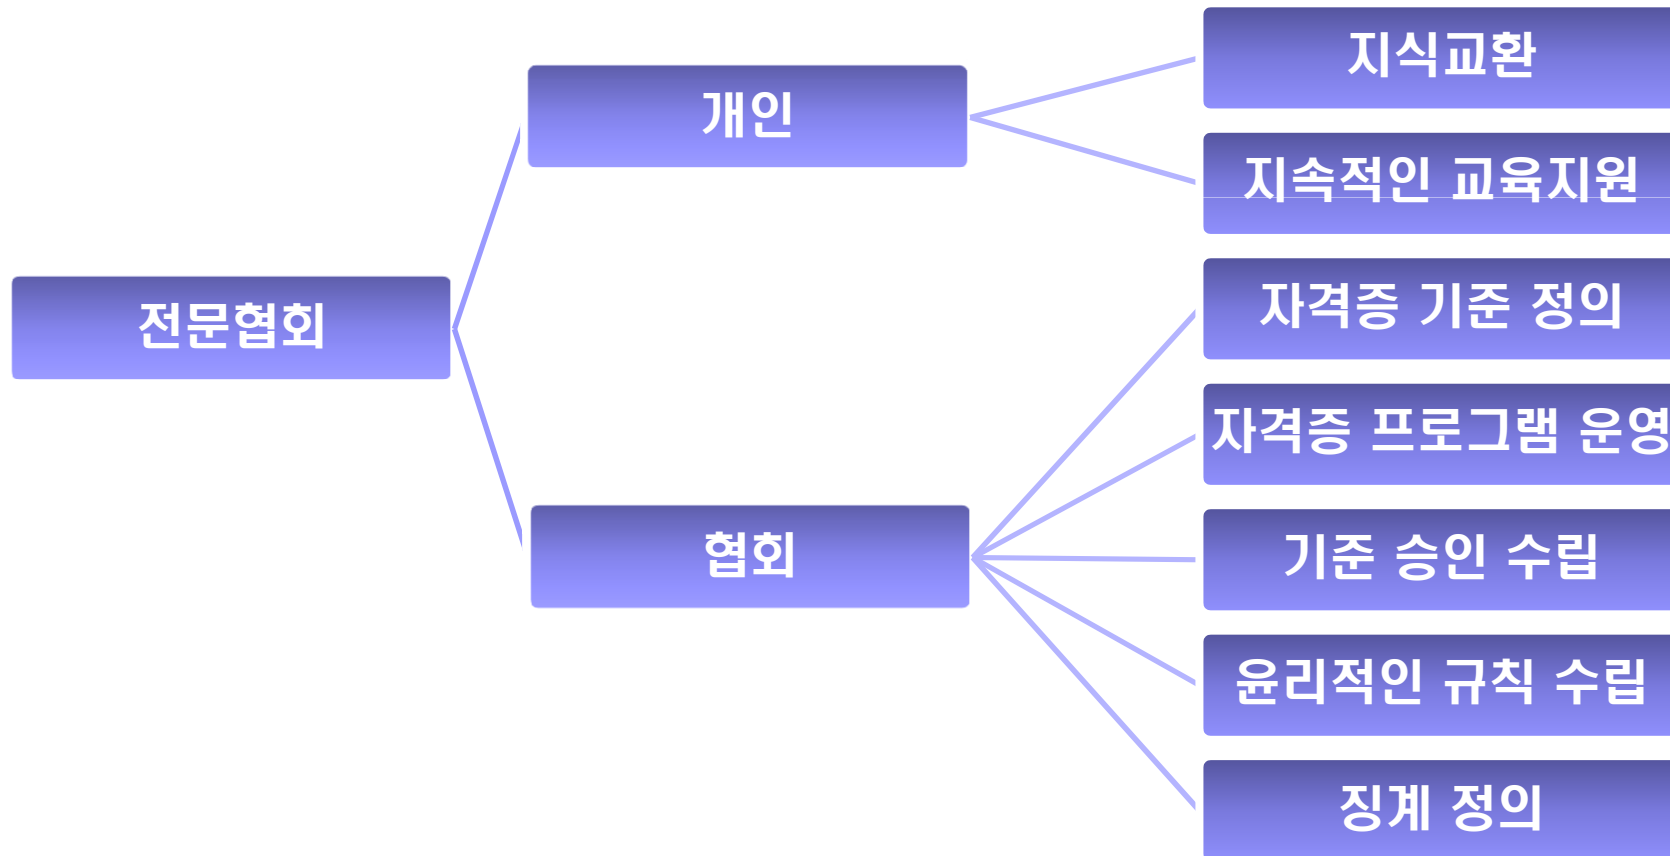 전문협회
개인
지식교환
지속적인 교육지원
협회
자격증 기준 정의
자격증 프로그램 운영
기준 승인 수립
윤리적인 규칙 수립
징계 정의